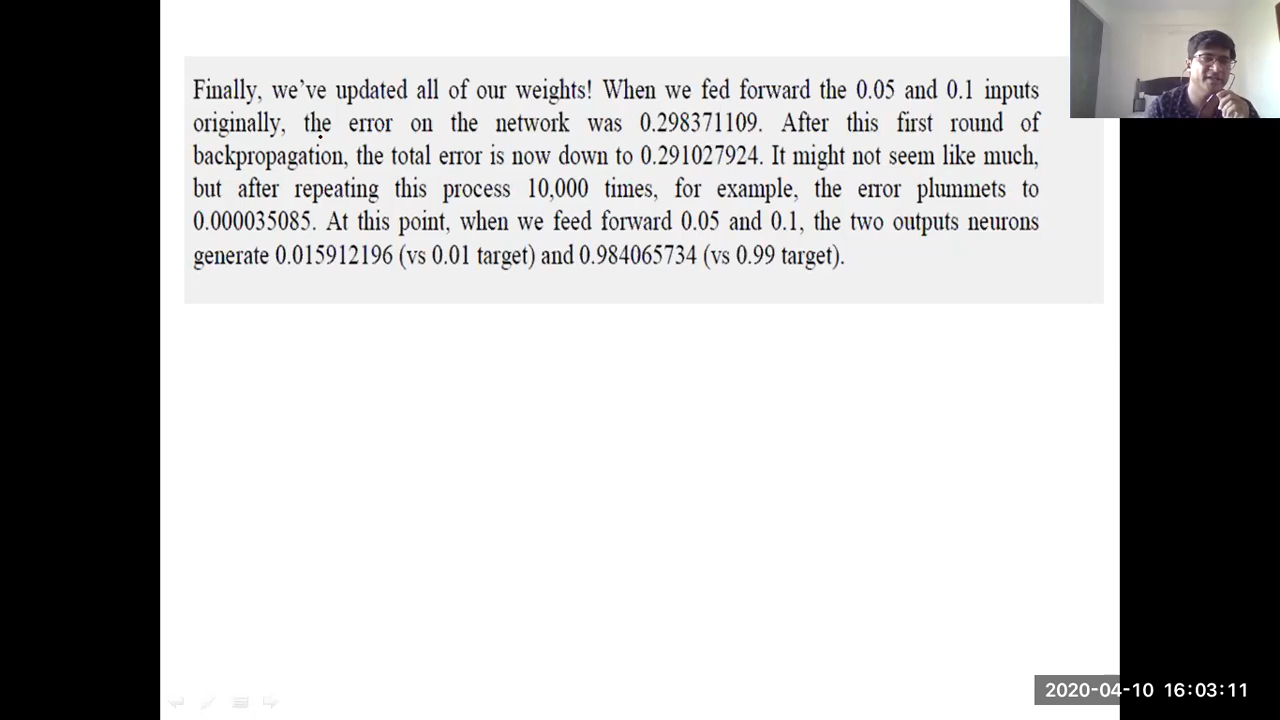 Finally, we've updated all of our weights! When we fed forward the 0.05 and 0.1 inputs
originally, the error on the network was 0.298371109. After this first round of
backpropagation, the total error is now down to 0.291027924. It might not seem like much,
but after repeating this process 10,000 times, for example, the error plummets to
0.000035085. At this point, when we feed forward 0.05 and 0.1, the two outputs neurons
generate 0.015912196 (vs 0.01 target) and 0.984065734 (vs 0.99 target).
2020-04-10 16:03:11